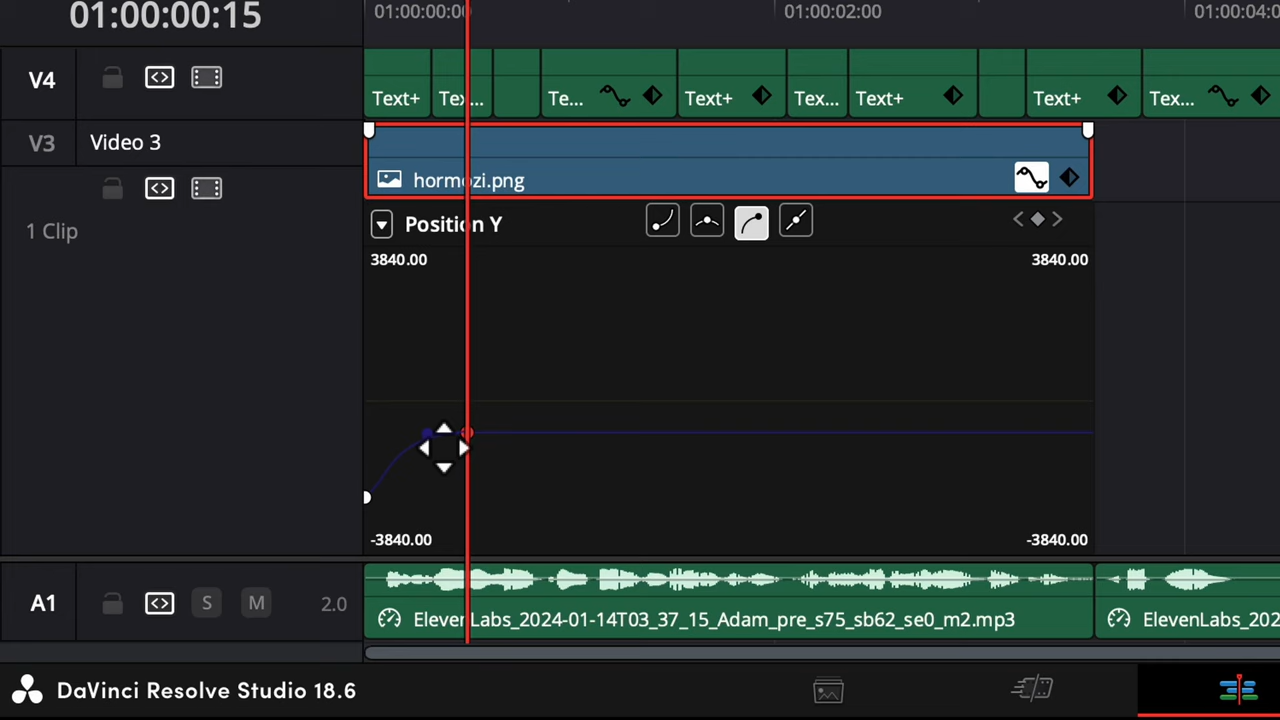 01:00:00:15
01:00:00:00
01:00:02:00
01:00:04:0
V4
Text+
Tex...
Te...
Text+
Tex...
Text+
Text+
Tex...
V3
Video 3
hormozi.png
1 Clip
Position Y
3840.00
3840.00
-3840.00
-3840.00
A1
S
M
2.0
ElevenLabs_2024-01-14T03_37_15_Adam_pre_s75_sb62_se0_m2.mp3
ElevenLabs_202
DaVinci Resolve Studio 18.6